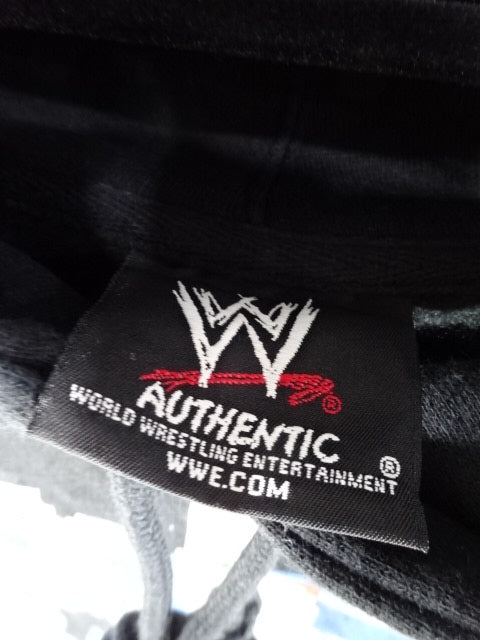 W
®
AUTHENTIC
WORLD WRESTLING ENTERTAINMENT®
WWE.COM